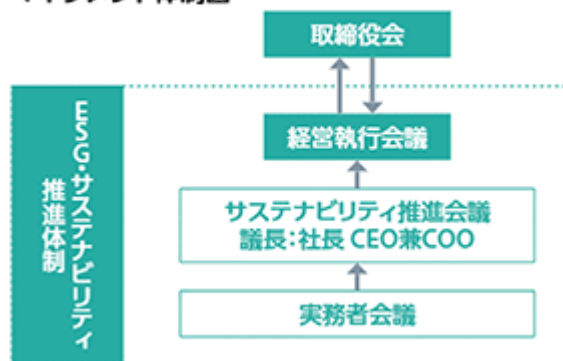 取締役会
経営執行会議
ESG・サステナビリティ
推進体制
サステナビリティ推進会議
議長:社長 CEO兼COO
実務者会議